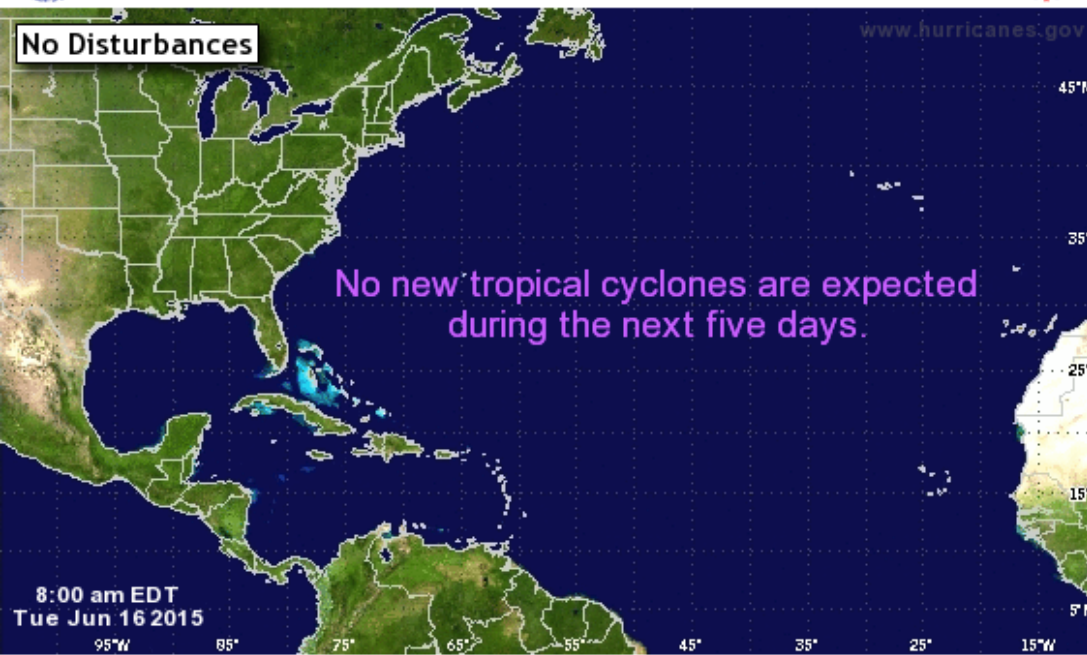 No Disturbances
www.hurricanes.gov
45°N
35°
No new tropical cyclones are expected
during the next five days.
25°
15°
8:00 am EDT
Tue Jun 16 2015
5°N
95°W 85° 75° 65° 55° 45° 35° 25° 15°W